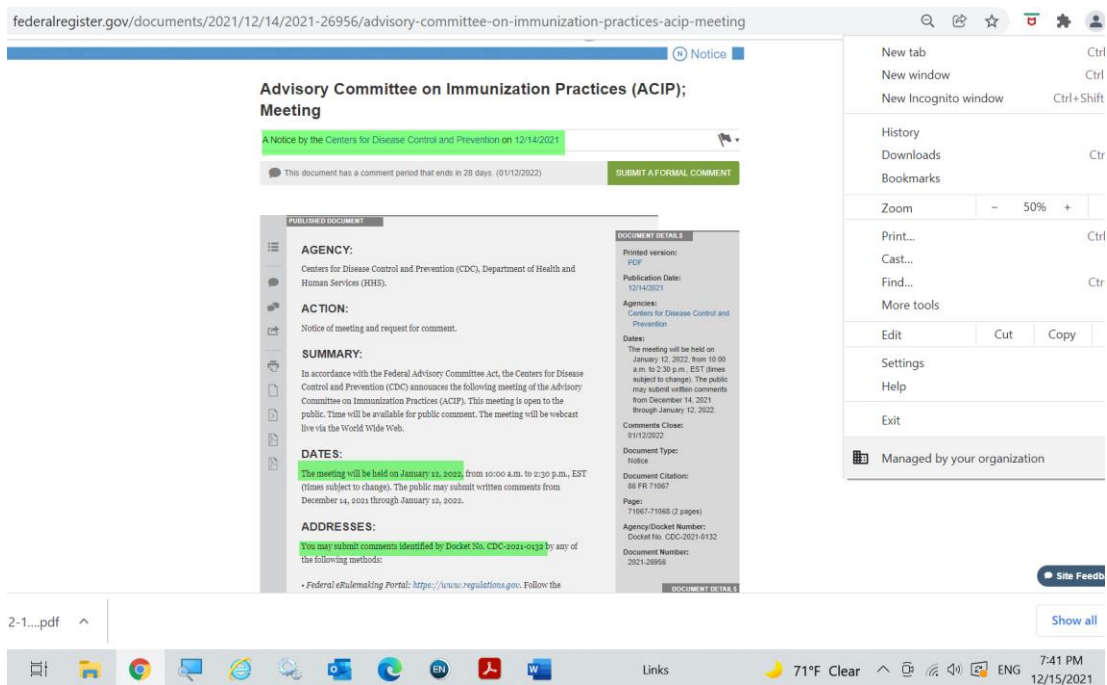 federalregister.gov/documents/2021/12/14/2021-26956/advisory-committee-on-immunization-practices-acip-meeting
Notice
Advisory Committee on Immunization Practices (ACIP);
Meeting
A Notice by the Centers for Disease Control and Prevention on 12/14/2021
This document has a comment period that ends in 28 days. (01/12/2022)
SUBMIT A FORMAL COMMENT
PUBLISHED DOCUMENT
AGENCY:
Centers for Disease Control and Prevention (CDC), Department of Health and
Human Services (HHS).
ACTION:
Notice of meeting and request for comment.
SUMMARY:
In accordance with the Federal Advisory Committee Act, the Centers for Disease
Control and Prevention (CDC) announces the following meeting of the Advisory
Committee on Immunization Practices (ACIP). This meeting is open to the
public. Time will be available for public comment. The meeting will be webcast
live via the World Wide Web.
DATES:
The meeting will be held on January 12, 2022, from 10:00 a.m. to 2:30 p.m., EST
(times subject to change). The public may submit written comments from
December 14, 2021 through January 12, 2022.
ADDRESSES:
You may submit comments identified by Docket No. CDC-2021-0132 by any of
the following methods:
• Federal eRulemaking Portal: https://www.regulations.gov. Follow the
DOCUMENT DETAILS
Printed version:
PDF
Publication Date:
12/14/2021
Agencies:
Centers for Disease Control and
Prevention
Dates:
The meeting will be held on
January 12, 2022, from 10:00
a.m. to 2:30 p.m., EST (times
subject to change). The public
may submit written comments
from December 14, 2021
through January 12, 2022.
Comments Close:
01/12/2022
Document Type:
Notice
Document Citation:
86 FR 71067
Page:
71067-71068 (2 pages)
Agency/Docket Number:
Docket No. CDC-2021-0132
Document Number:
2021-26956
DOCUMENT DETAILS
New tab Ctrl
New window Ctrl
New Incognito window Ctrl+Shift
History
Downloads Ctr
Bookmarks
Zoom - 50% +
Print... Ctrl
Cast...
Find... Ctr
More tools
Edit Cut Copy
Settings
Help
Exit
Managed by your organization
Site Feedba
2-1....pdf
Show all
EN
Links
71°F Clear
ENG
7:41 PM
12/15/2021